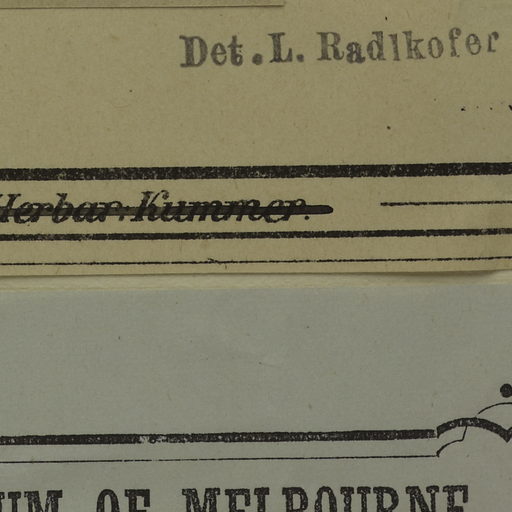 Det. L. Radlkofer
Herbar. Kummer.
UM OF MELBOURNE